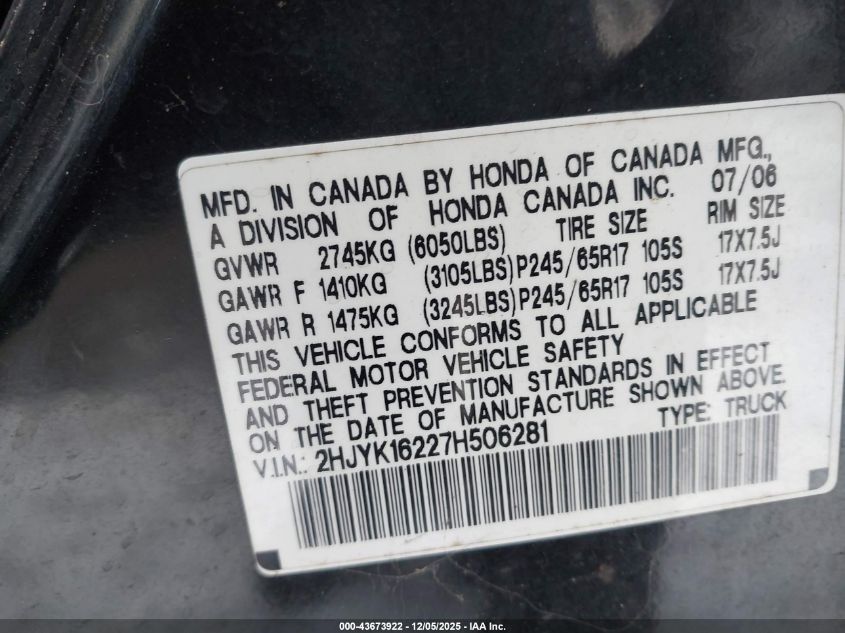 MFD. IN CANADA BY HONDA OF CANADA MFG.,
A DIVISION OF HONDA CANADA INC. 07/06
GVWR 2745KG (6050LBS) TIRE SIZE RIM SIZE
GAWR F 1410KG (3105LBS) P245/65R17 105S 17X7.5J
GAWR R 1475KG (3245LBS) P245/65R17 105S 17X7.5J
THIS VEHICLE CONFORMS TO ALL APPLICABLE
FEDERAL MOTOR VEHICLE SAFETY
AND THEFT PREVENTION STANDARDS IN EFFECT
ON THE DATE OF MANUFACTURE SHOWN ABOVE.
V.I.N.: 2HJYK16227H506281 TYPE: TRUCK
000-43673922 - 12/05/2025 - IAA Inc.